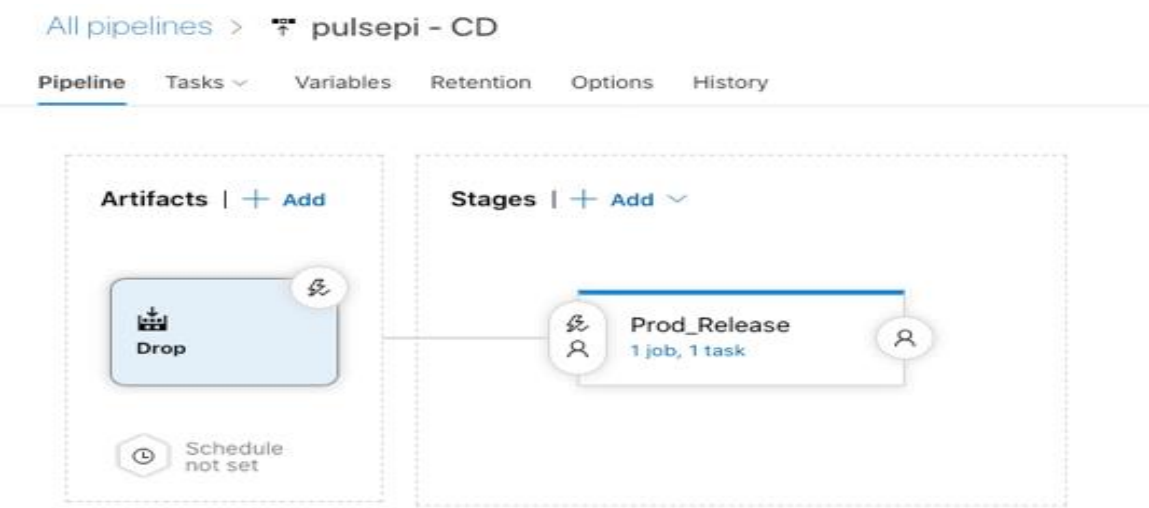 All pipelines > pulsepi - CD
Pipeline Tasks Variables Retention Options History
Artifacts | + Add
Stages | + Add
Drop
Prod_Release
1 job, 1 task
Schedule
not set